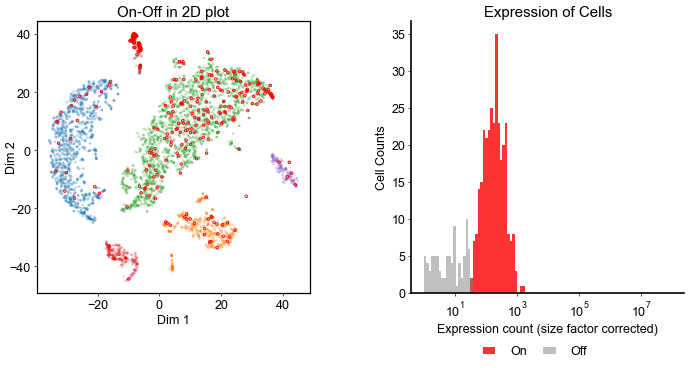 On-Off in 2D plot
Dim 2
40
20
0
−20
−40
−20
0
20
40
Dim 1
Expression of Cells
Cell Counts
35
30
25
20
15
10
5
0
10^1
10^3
10^5
10^7
Expression count (size factor corrected)
On
Off